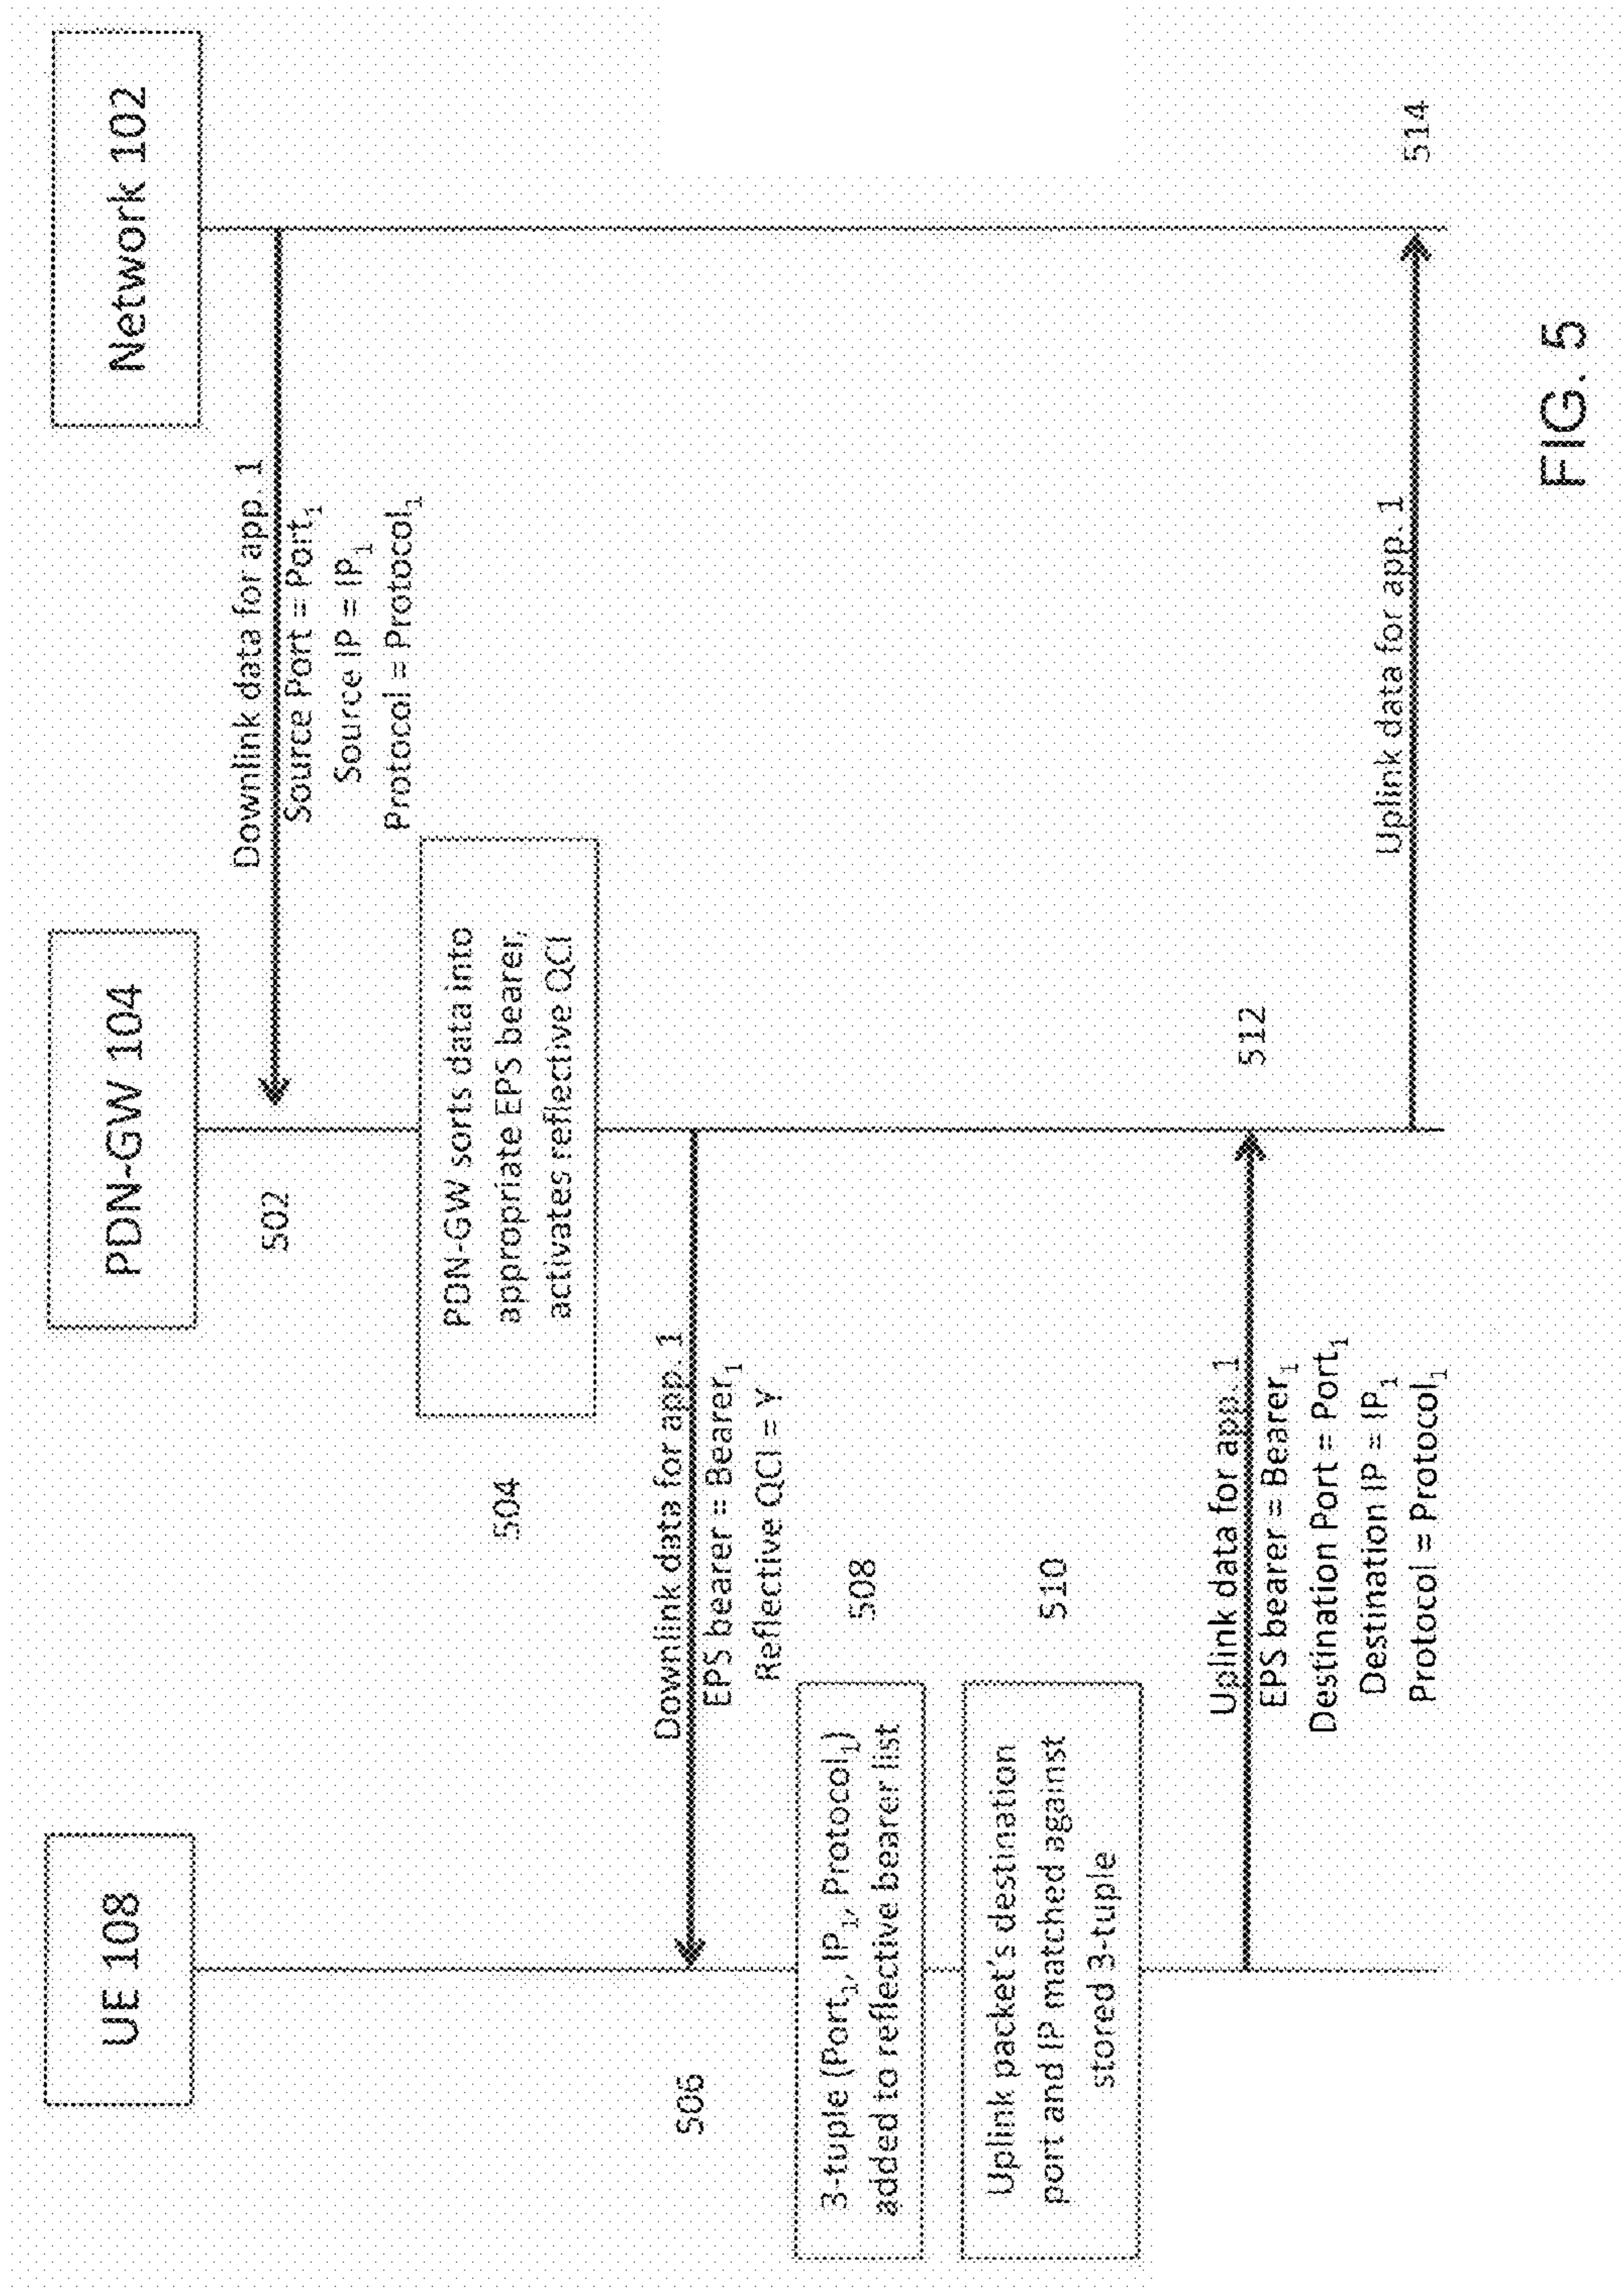 UE 108
PDN-GW 104
Network 102
Downlink data for app. 1
502
Source Port = Port₁
Source IP = IP₁
Protocol = Protocol₁
PDN-GW sorts data into
appropriate EPS bearer,
activates reflective QCI
504
Downlink data for app. 1
506
EPS bearer = Bearer₁
Reflective QCI = Y
3-tuple (Port₁, IP₁, Protocol₁)
added to reflective bearer list
508
Uplink packet's destination
port and IP matched against
stored 3-tuple
510
Uplink data for app. 1
512
EPS bearer = Bearer₁
Destination Port = Port₁
Destination IP = IP₁
Protocol = Protocol₁
Uplink data for app. 1
514
FIG. 5